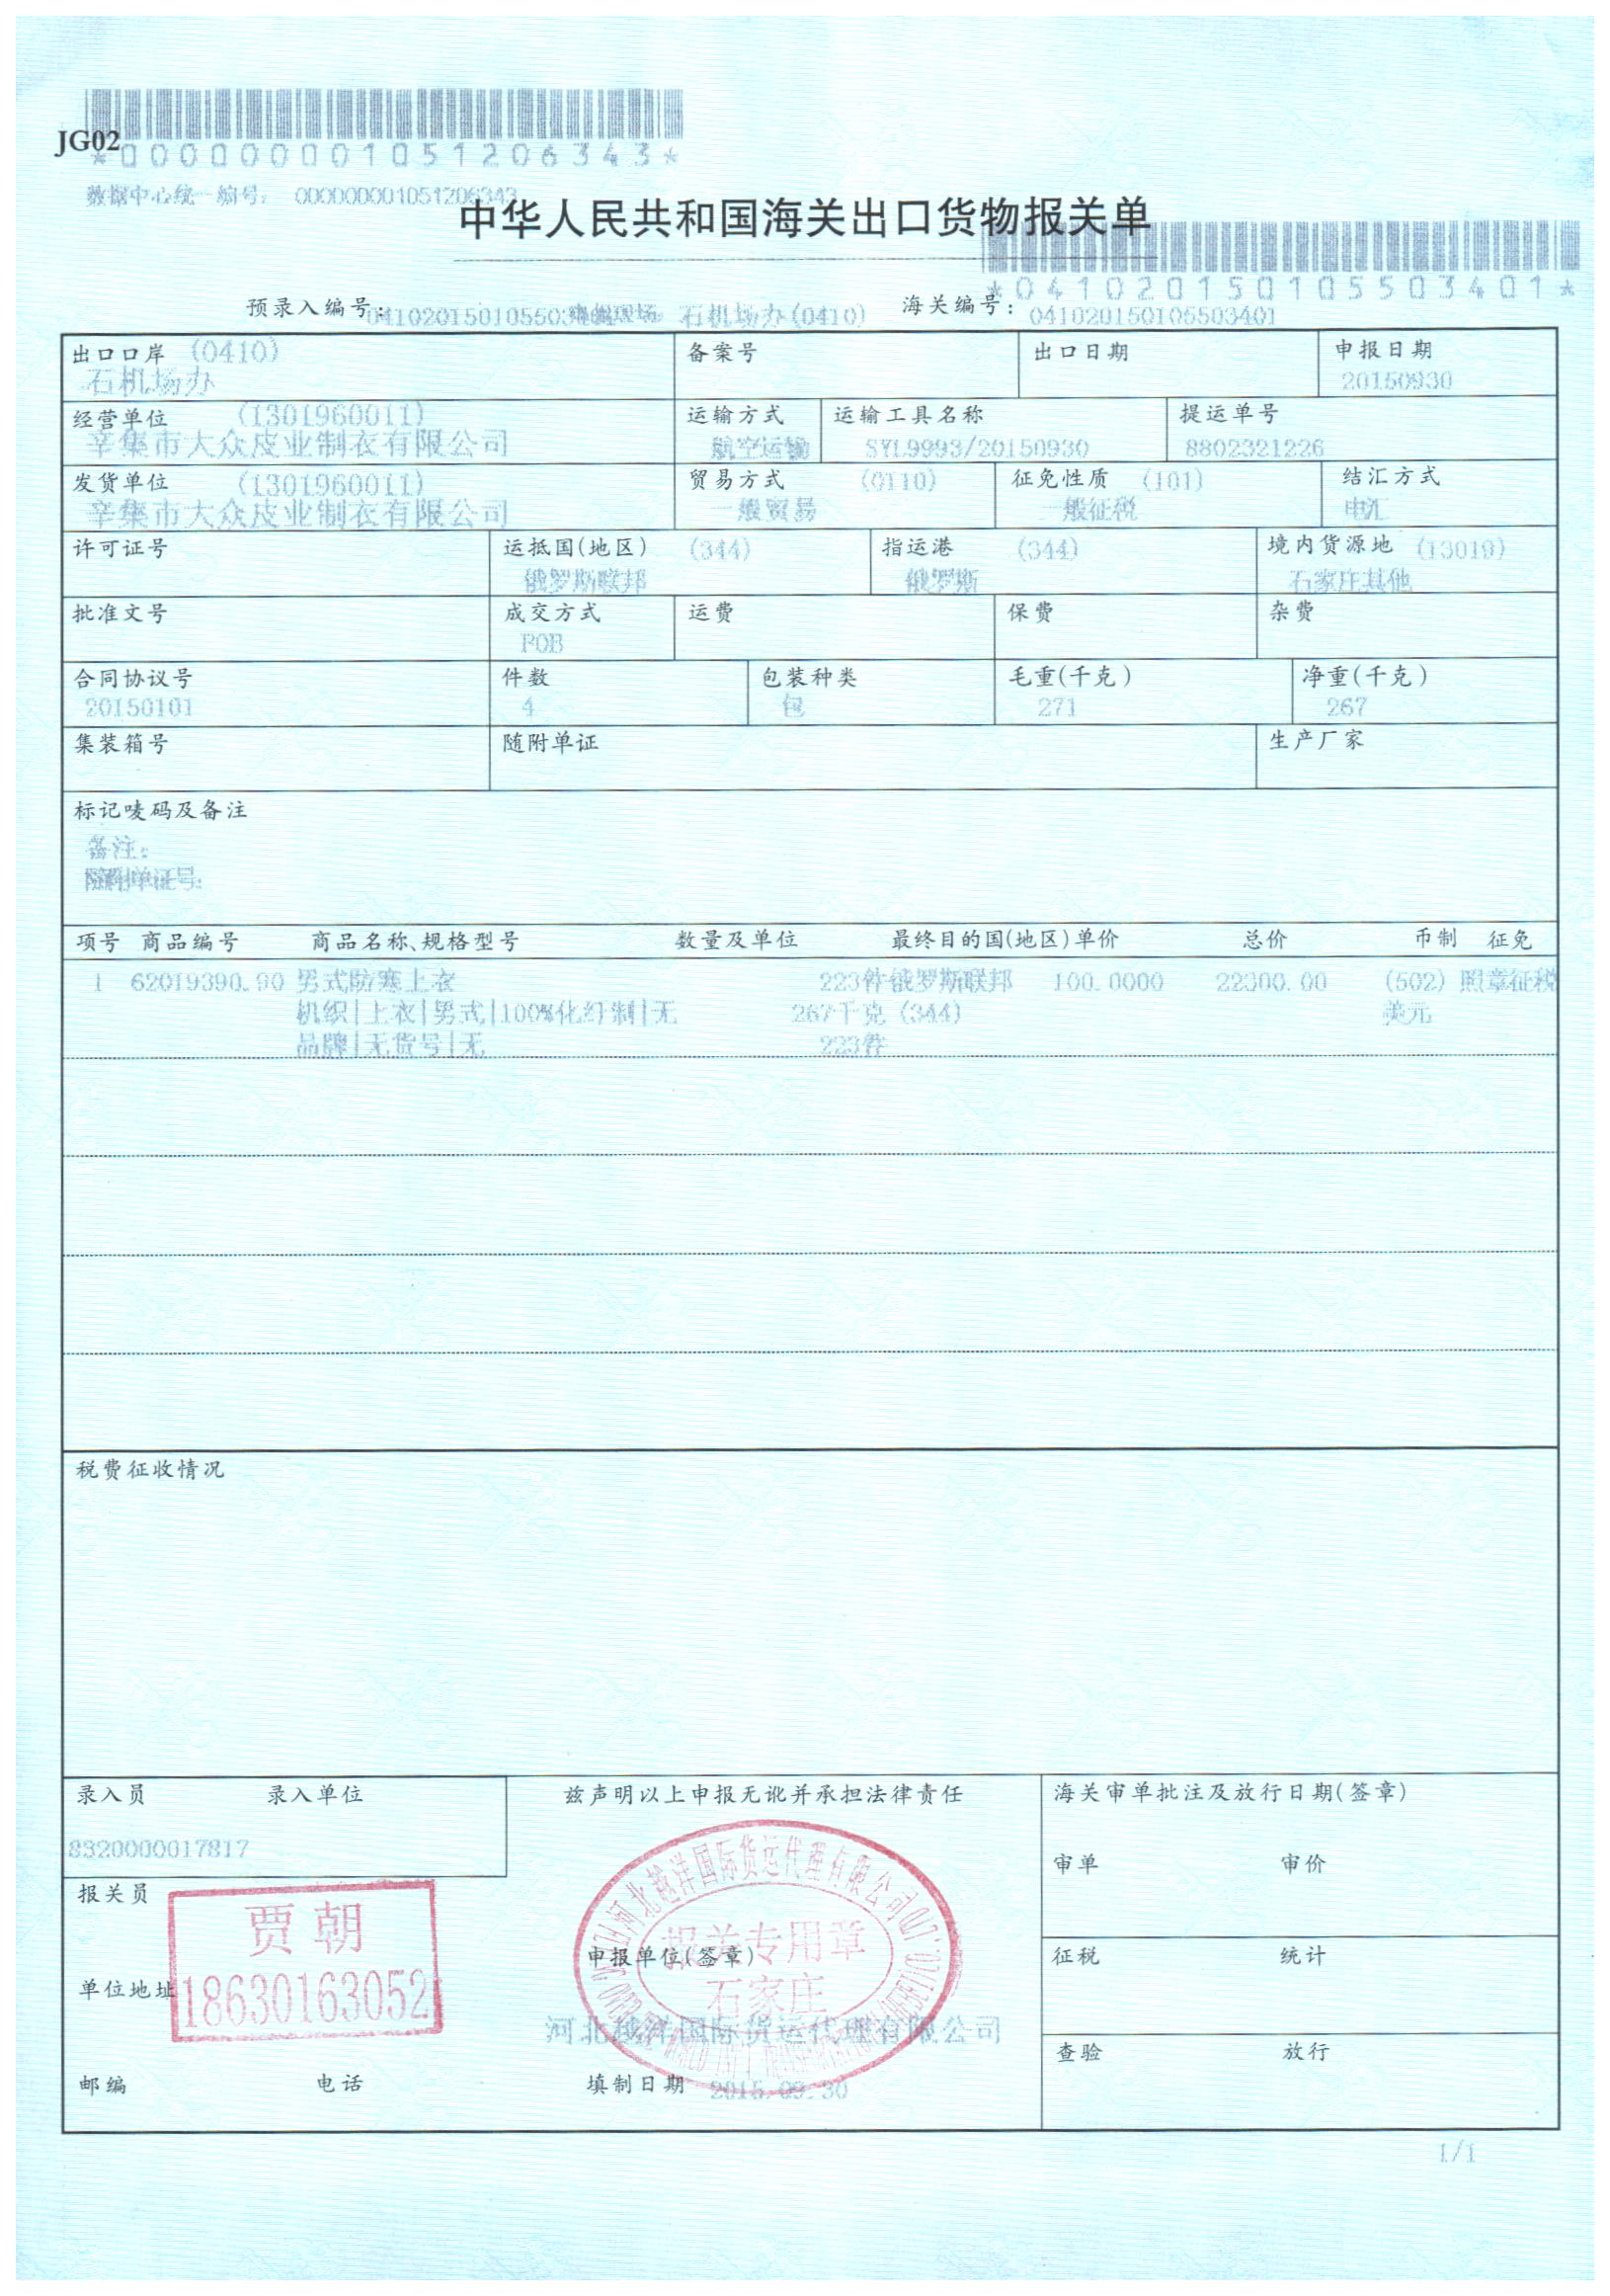 JG02
*000000001051206343*
数据中心统一编号: 000000001051206343
中华人民共和国海关出口货物报关单
*041020150105503401*
预录入编号: 041020150105503401 申报现场: 石机场办(0410) 海关编号: 041020150105503401
出口口岸 (0410) 备案号 出口日期 申报日期
石机场办 20150930
经营单位 (1301960011) 运输方式 运输工具名称 提运单号
辛集市大众皮业制衣有限公司 航空运输 SYL9993/20150930 8802321226
发货单位 (1301960011) 贸易方式 (0110) 征免性质 (101) 结汇方式
辛集市大众皮业制衣有限公司 一般贸易 一般征税 电汇
许可证号 运抵国(地区) (344) 指运港 (344) 境内货源地 (13019)
俄罗斯联邦 俄罗斯 石家庄其他
批准文号 成交方式 运费 保费 杂费
FOB
合同协议号 件数 包装种类 毛重(千克) 净重(千克)
20150101 4 包 271 267
集装箱号 随附单证 生产厂家
标记唛码及备注
备注:
随附单证号:
项号 商品编号 商品名称、规格型号 数量及单位 最终目的国(地区)单价 总价 币制 征免
1 62019390.90 男式防寒上衣 223件俄罗斯联邦 100.0000 22300.00 (502) 照章征税
机织|上衣|男式|100%化纤制|无 267千克 (344) 美元
品牌|无货号|无 223件
税费征收情况
录入员 录入单位 兹声明以上申报无讹并承担法律责任 海关审单批注及放行日期(签章)
8320000017817
审单 审价
报关员
贾朝
18630163052
单位地址
河北越洋国际货运代理有限公司
报关专用章
石家庄
申报单位(签章)
征税 统计
河北越洋国际货运代理有限公司
查验 放行
邮编 电话 填制日期 2015.09.30
1/1